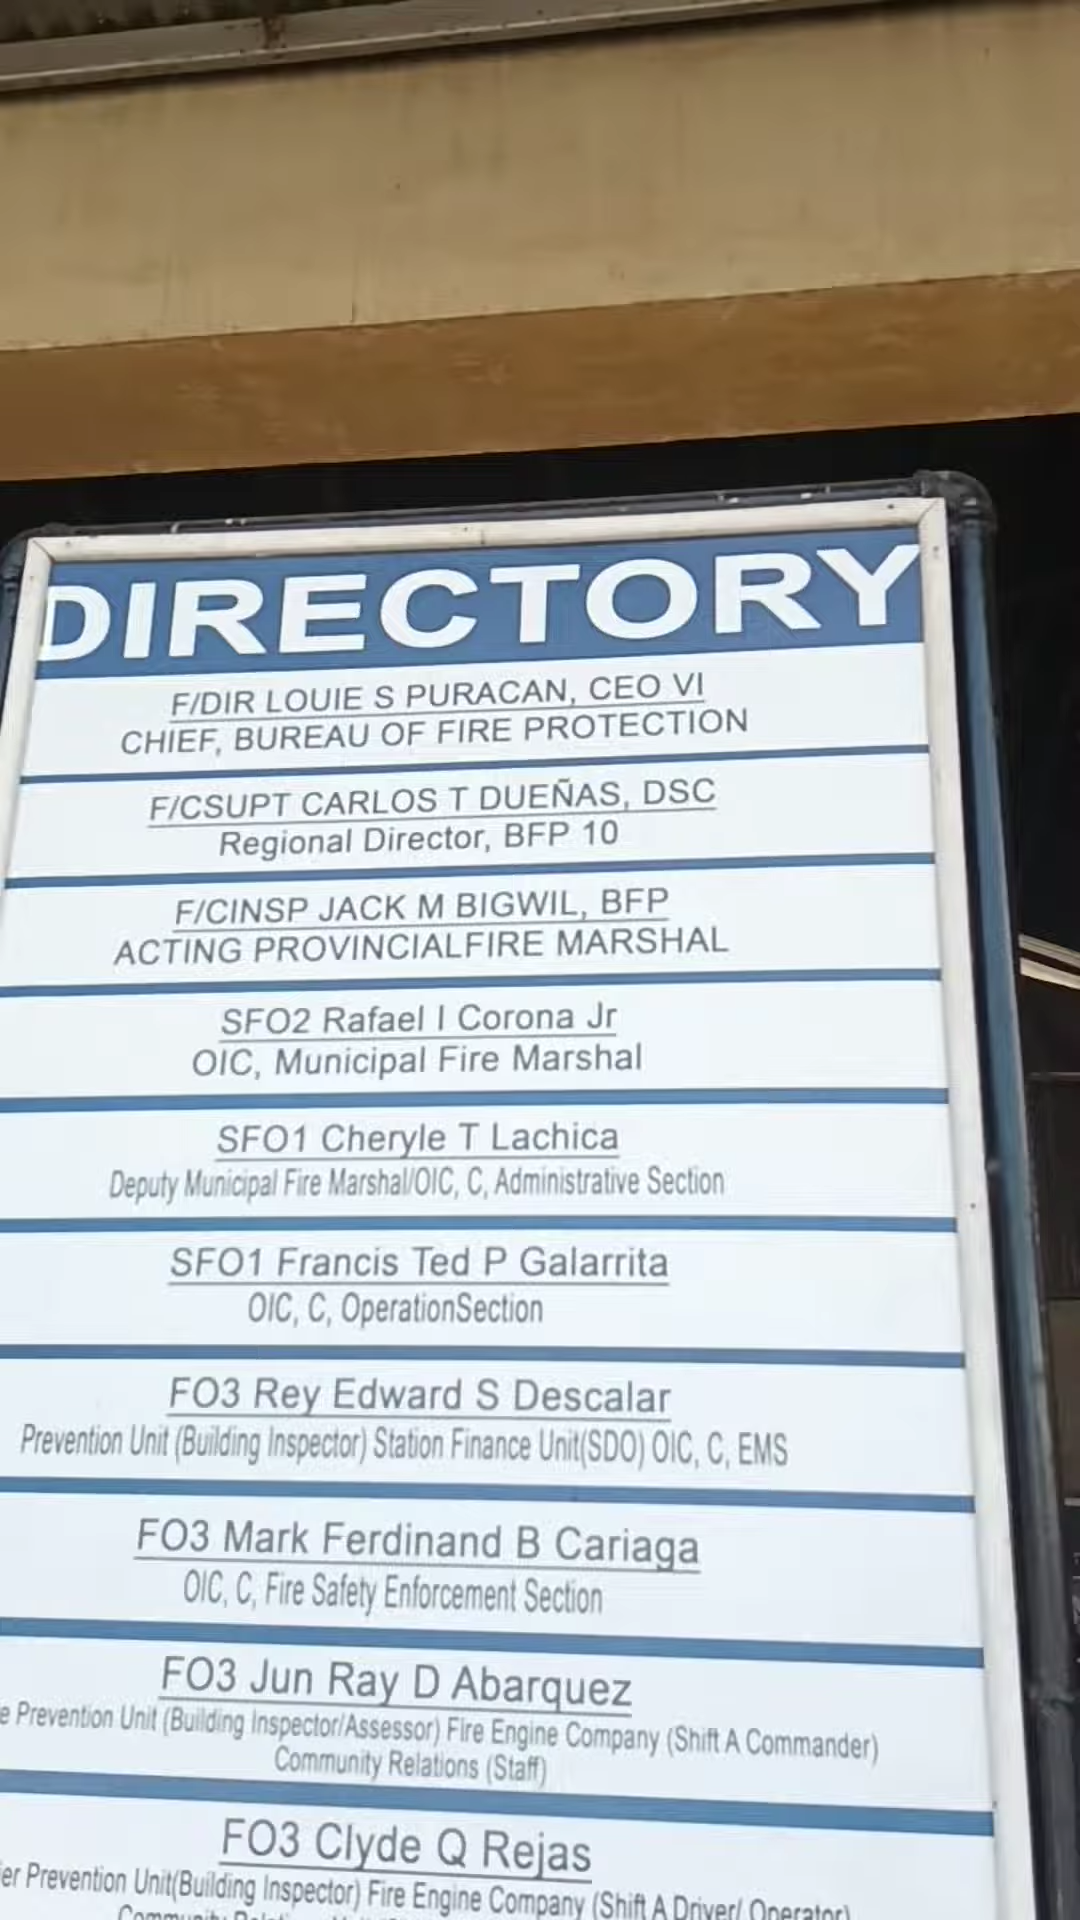 DIRECTORY
F/DIR LOUIE S PURACAN, CEO VI
CHIEF, BUREAU OF FIRE PROTECTION
F/CSUPT CARLOS T DUEÑAS, DSC
Regional Director, BFP 10
F/CINSP JACK M BIGWIL, BFP
ACTING PROVINCIALFIRE MARSHAL
SFO2 Rafael I Corona Jr
OIC, Municipal Fire Marshal
SFO1 Cheryle T Lachica
Deputy Municipal Fire Marshal/OIC, C, Administrative Section
SFO1 Francis Ted P Galarrita
OIC, C, OperationSection
FO3 Rey Edward S Descalar
Prevention Unit (Building Inspector) Station Finance Unit(SDO) OIC, C, EMS
FO3 Mark Ferdinand B Cariaga
OIC, C, Fire Safety Enforcement Section
FO3 Jun Ray D Abarquez
Prevention Unit (Building Inspector/Assessor) Fire Engine Company (Shift A Commander)
Community Relations (Staff)
FO3 Clyde Q Rejas
Prevention Unit(Building Inspector) Fire Engine Company (Shift A Driver/ Operator)